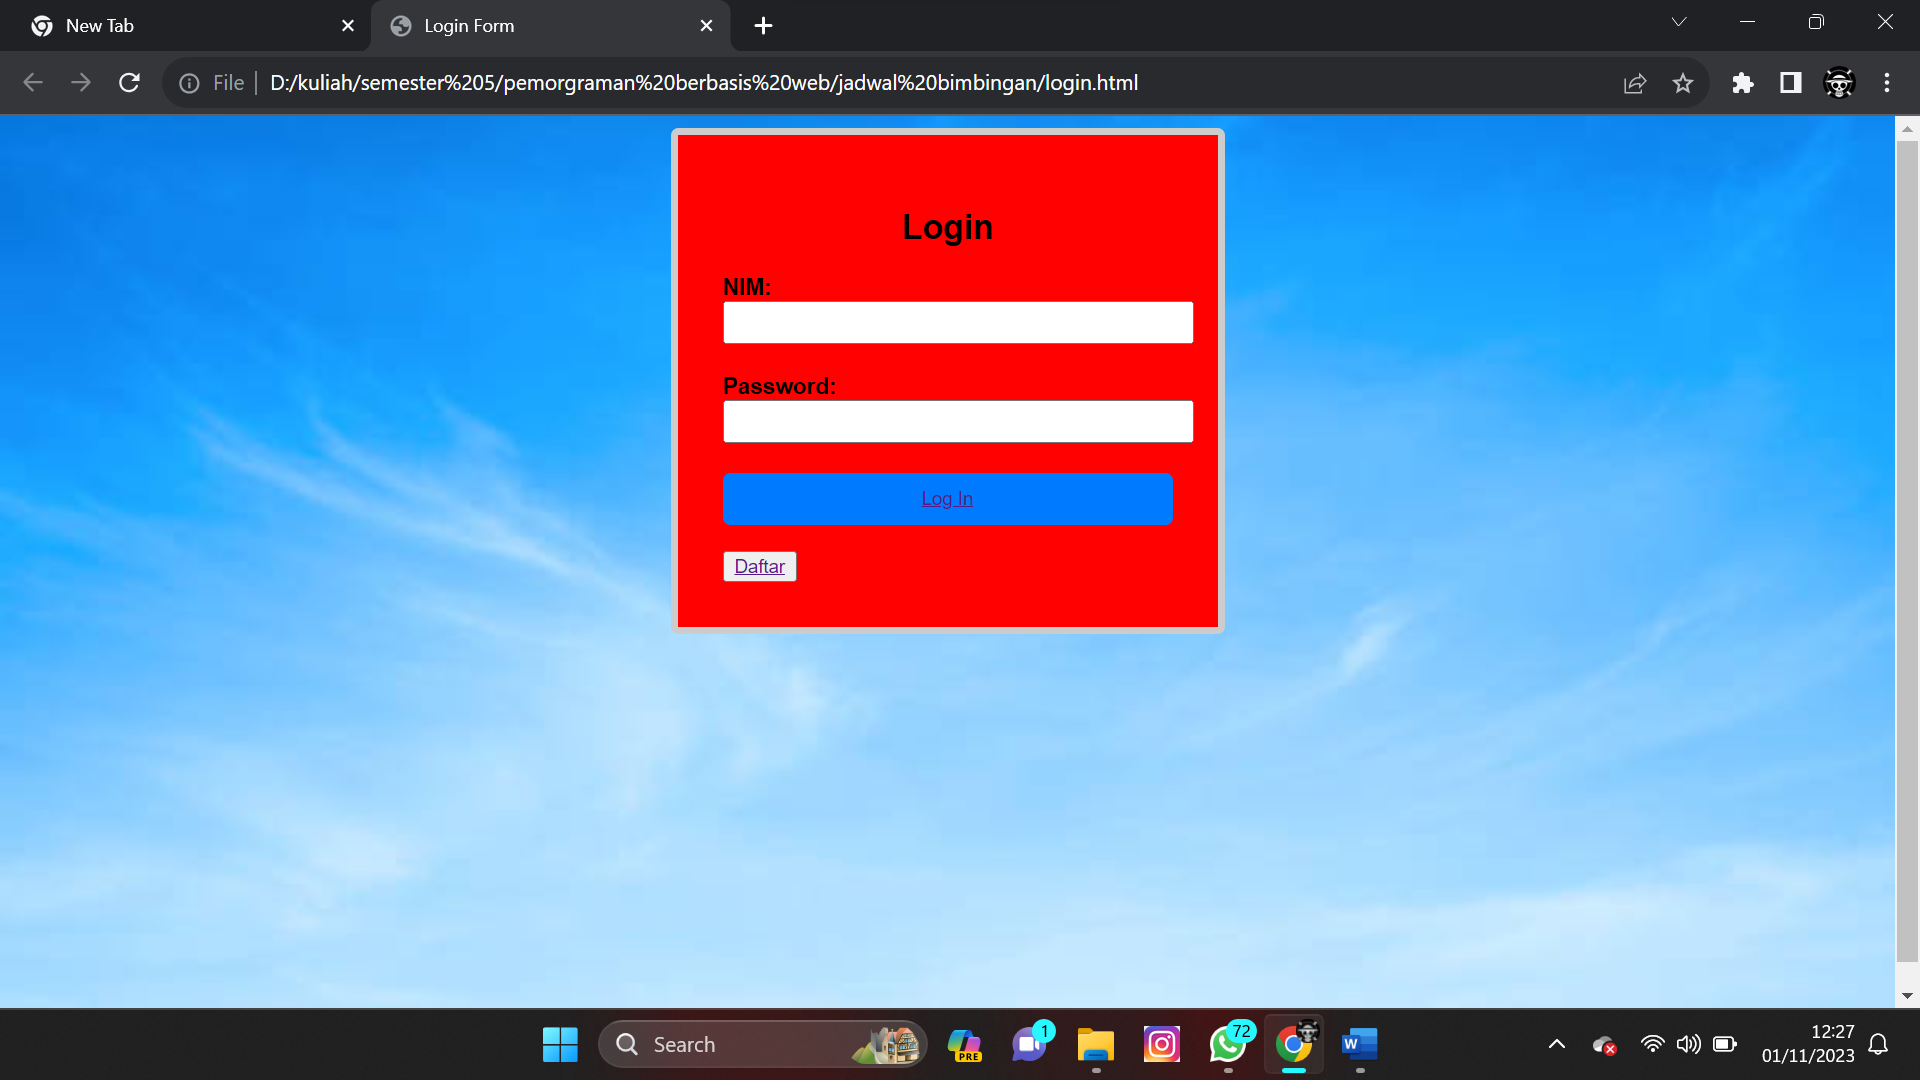 New Tab
Login Form
File
D:/kuliah/semester%205/pemorgraman%20berbasis%20web/jadwal%20bimbingan/login.html
Login
NIM:
Password:
Log In
Daftar
Search
PRE
1
72
W
12:27
01/11/2023